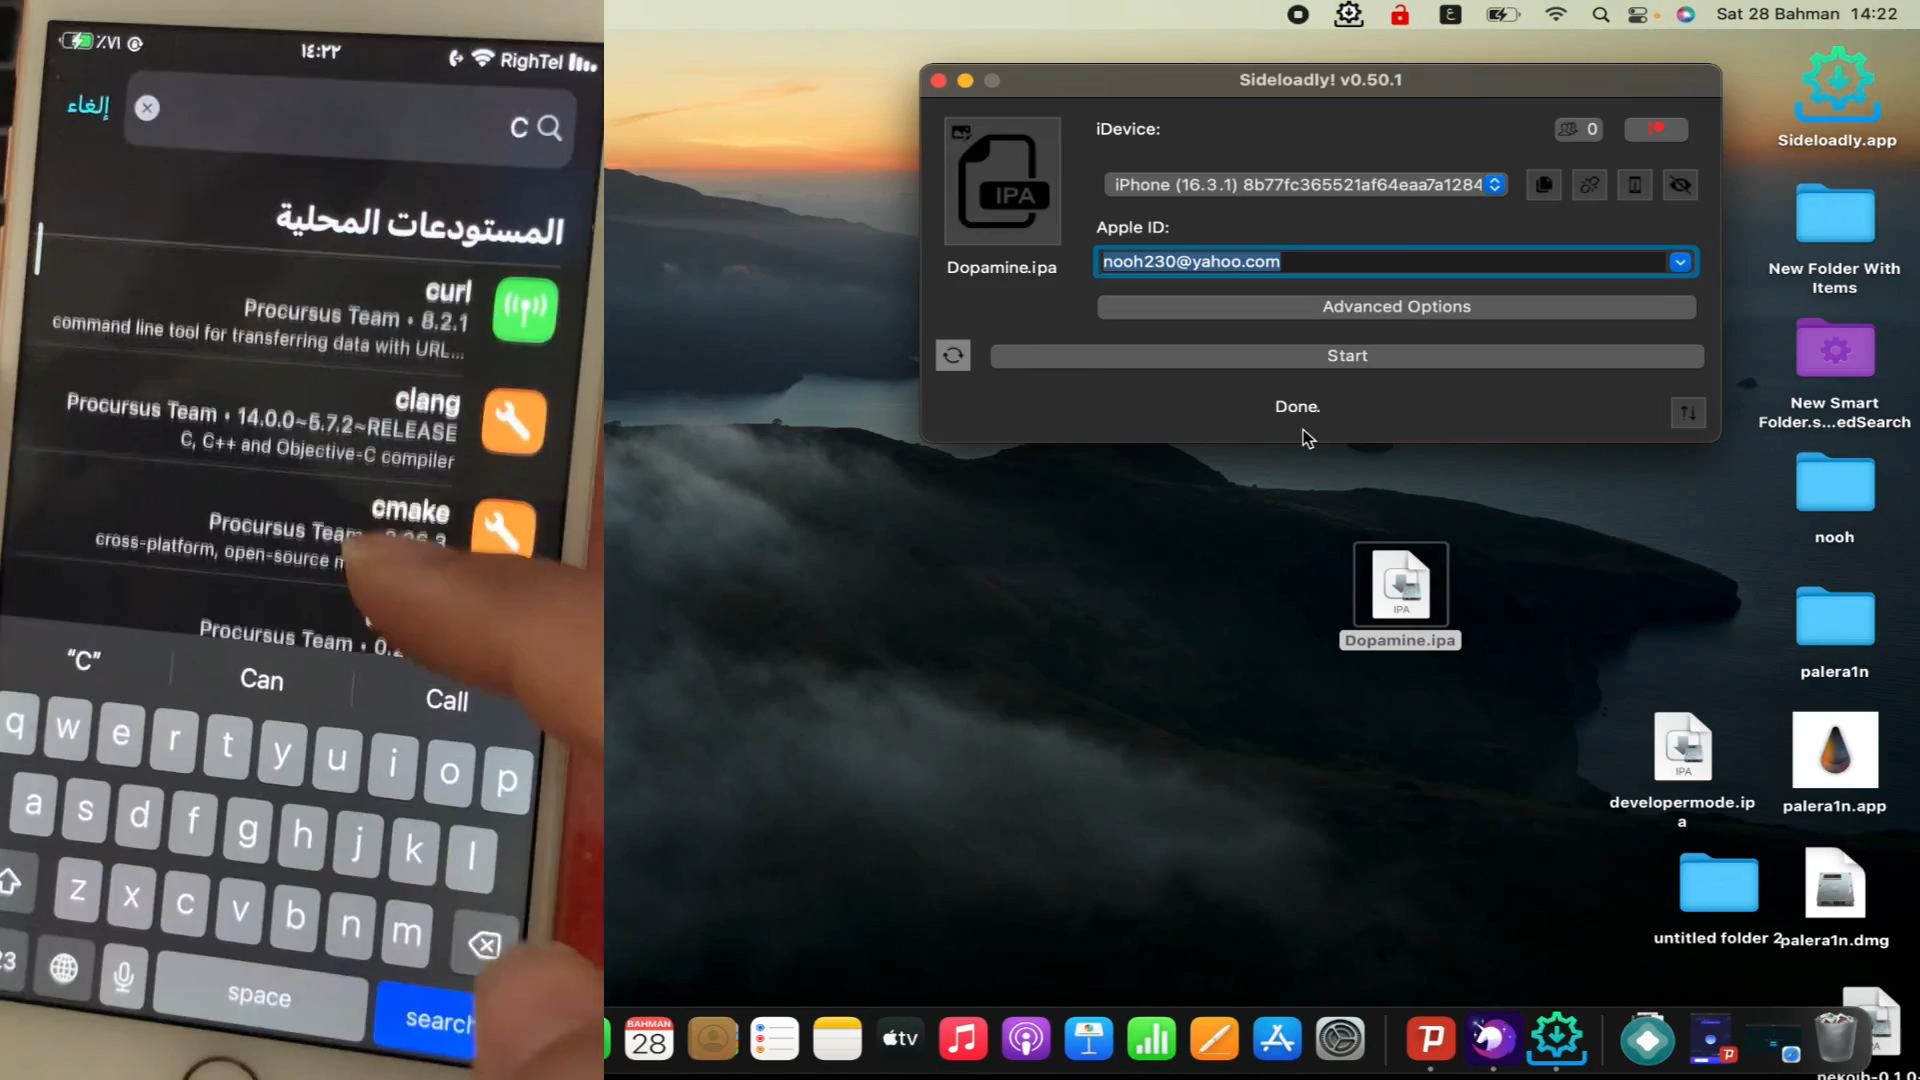 ٪٧١
١٤:٢٢
RighTel
إلغاء
C
المستودعات المحلية
curl
Procursus Team • 8.2.1
command line tool for transferring data with URL...
clang
Procursus Team • 14.0.0~5.7.2~RELEASE
C, C++ and Objective-C compiler
cmake
Procursus Team
cross-platform, open-source
Procursus Team • 0.
"C"
Can
Call
q w e r t y u i o p
a s d f g h j k l
z x c v b n m
space
search
Sat 28 Bahman 14:22
Sideloadly! v0.50.1
iDevice:
0
iPhone (16.3.1) 8b77fc365521af64eaa7a1284
IPA
Dopamine.ipa
Apple ID:
nooh230@yahoo.com
Advanced Options
Start
Done.
IPA
Dopamine.ipa
Sideloadly.app
New Folder With
Items
New Smart
Folder.s...edSearch
nooh
palera1n
IPA
developermode.ip
a
palera1n.app
untitled folder 2
palera1n.dmg
BAHMAN
28
tv